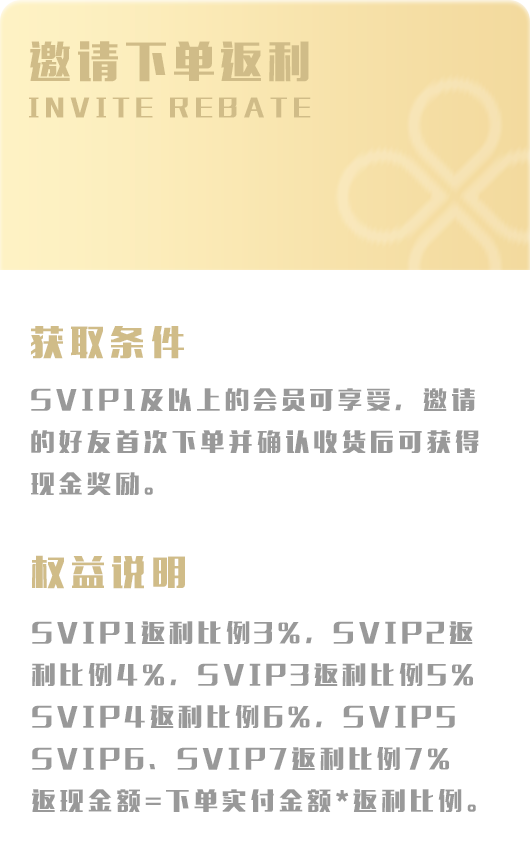 邀请下单返利
INVITE REBATE
获取条件
SVIP1及以上的会员可享受，邀请
的好友首次下单并确认收货后可获得
现金奖励。
权益说明
SVIP1返利比例3%，SVIP2返
利比例4%，SVIP3返利比例5%
SVIP4返利比例6%，SVIP5
SVIP6、SVIP7返利比例7%
返现金额=下单实付金额*返利比例。